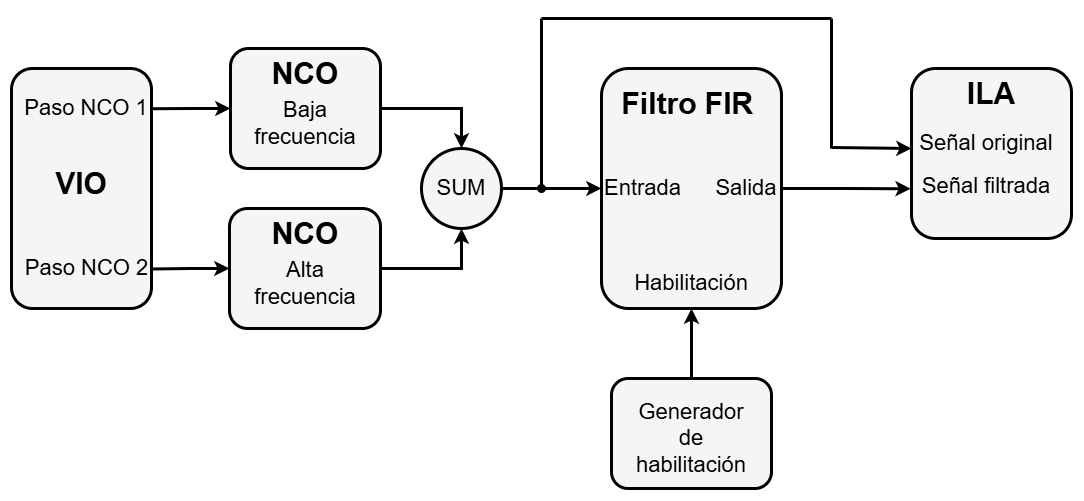 Paso NCO 1
VIO
Paso NCO 2
NCO
Baja
frecuencia
NCO
Alta
frecuencia
SUM
Filtro FIR
Entrada
Salida
Habilitación
Generador
de
habilitación
ILA
Señal original
Señal filtrada